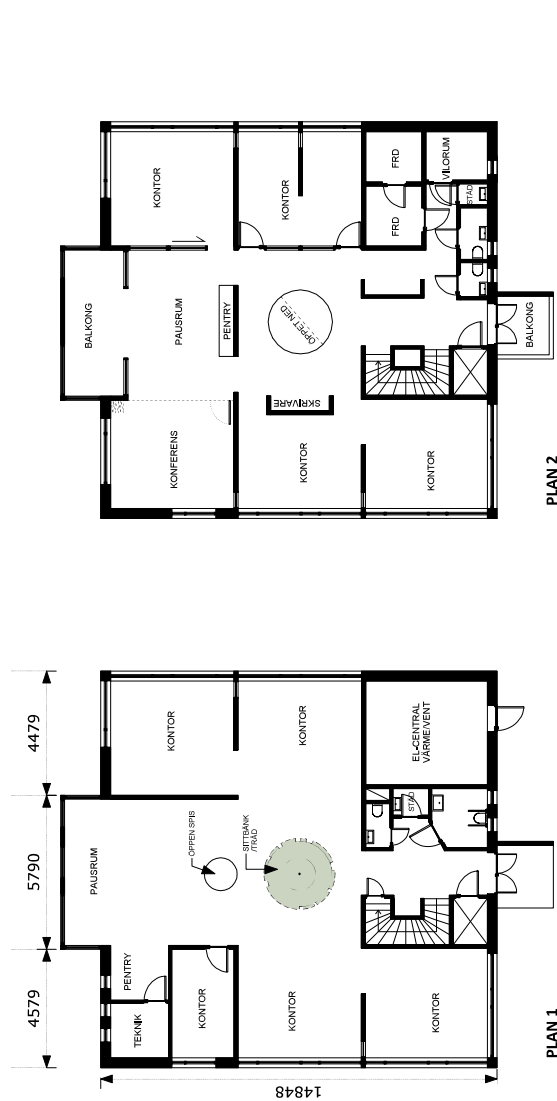 KONTOR
KONTOR
FRD
FRD
VILORUM
STÄD
BALKONG
PAUSRUM
PENTRY
ÖPPET NED
BALKONG
KONFERENS
SKRIVARE
KONTOR
KONTOR
PLAN 2
4479
5790
4579
14848
KONTOR
KONTOR
EL-CENTRAL
VÄRME/VENT
STÄD
PAUSRUM
ÖPPEN SPIS
SITTBÄNK
/TRÄD
PENTRY
TEKNIK
KONTOR
KONTOR
KONTOR
PLAN 1